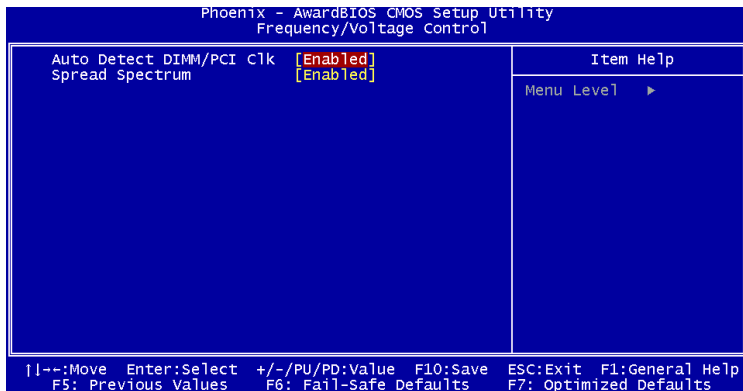 Phoenix - AwardBIOS CMOS Setup Utility
Frequency/Voltage Control
Auto Detect DIMM/PCI Clk [Enabled]
Spread Spectrum [Enabled]
Item Help
Menu Level ▶
↑↓→←:Move Enter:Select +/-/PU/PD:Value F10:Save ESC:Exit F1:General Help
F5: Previous Values F6: Fail-Safe Defaults F7: Optimized Defaults